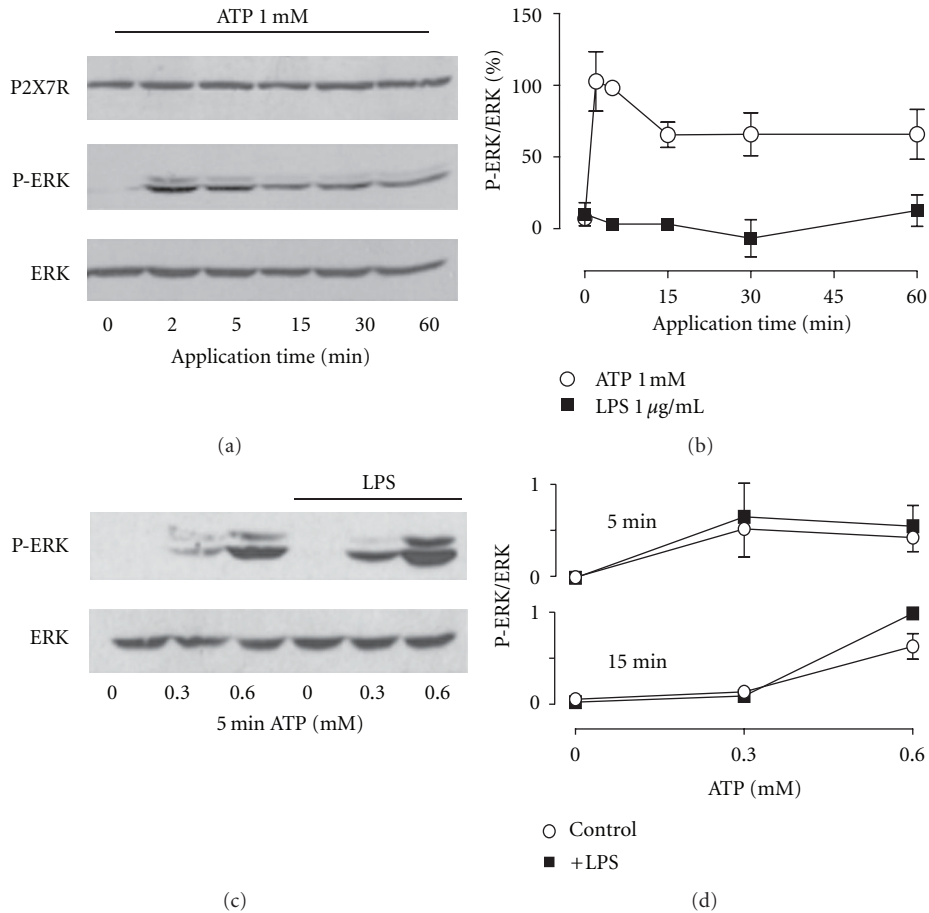 ATP 1 mM
P2X7R
P-ERK
ERK
0 2 5 15 30 60
Application time (min)
(a)
P-ERK/ERK (%)
150
100
50
0
0 15 30 45 60
Application time (min)
ATP 1 mM
LPS 1 µg/mL
(b)
LPS
P-ERK
ERK
0 0.3 0.6 0 0.3 0.6
5 min ATP (mM)
(c)
P-ERK/ERK
1
5 min
0
1
15 min
0
0 0.3 0.6
ATP (mM)
Control
+LPS
(d)